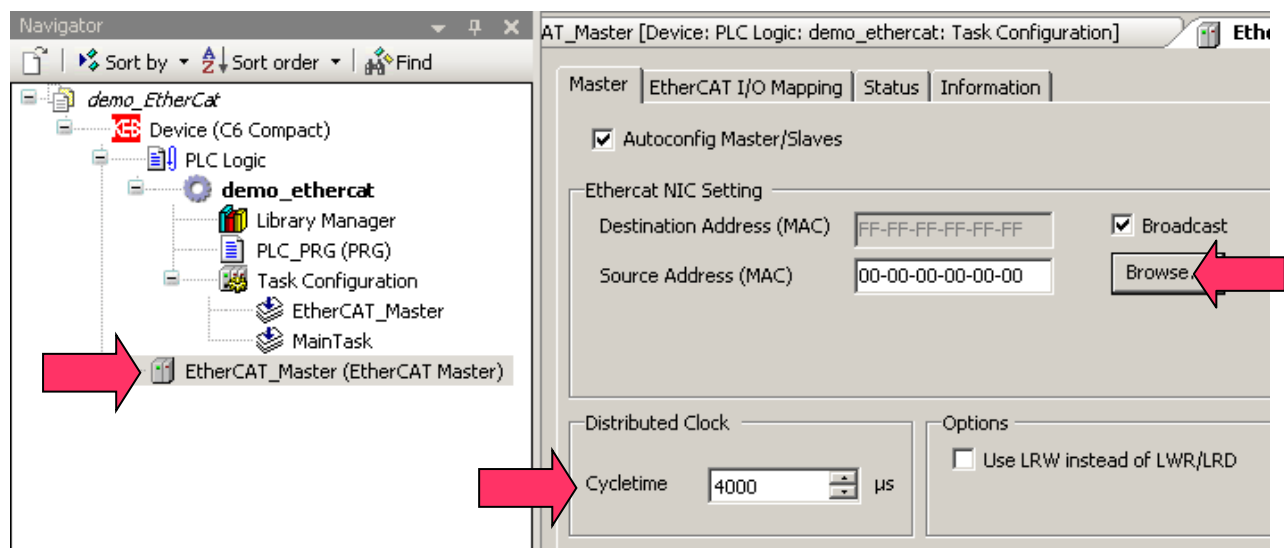 Navigator
Sort by Sort order Find
demo_EtherCat
KEB Device (C6 Compact)
PLC Logic
demo_ethercat
Library Manager
PLC_PRG (PRG)
Task Configuration
EtherCAT_Master
MainTask
EtherCAT_Master (EtherCAT Master)
AT_Master [Device: PLC Logic: demo_ethercat: Task Configuration] Ethe
Master EtherCAT I/O Mapping Status Information
Autoconfig Master/Slaves
Ethercat NIC Setting
Destination Address (MAC) FF-FF-FF-FF-FF-FF Broadcast
Source Address (MAC) 00-00-00-00-00-00 Browse
Distributed Clock
Cycletime 4000 µs
Options
Use LRW instead of LWR/LRD